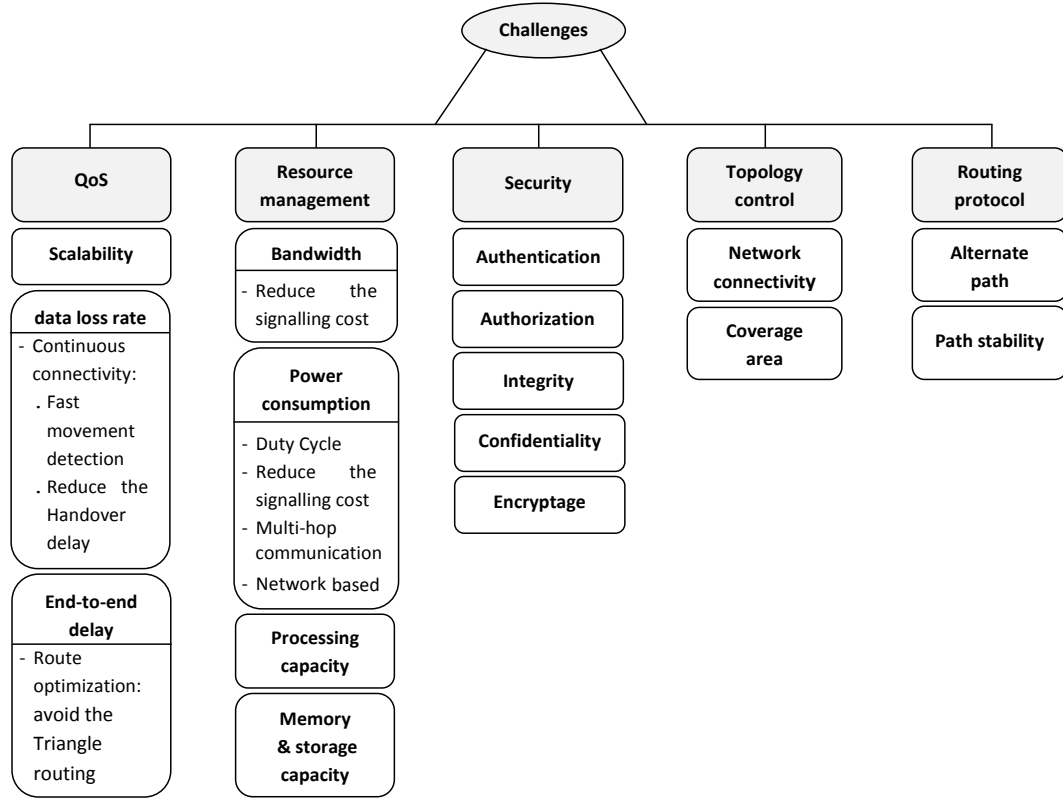 Challenges
QoS
Scalability
data loss rate
- Continuous
connectivity:
. Fast
movement
detection
. Reduce the
Handover
delay
End-to-end
delay
- Route
optimization:
avoid the
Triangle
routing
Resource
management
Bandwidth
- Reduce the
signalling cost
Power
consumption
- Duty Cycle
- Reduce the
signalling cost
- Multi-hop
communication
- Network based
Processing
capacity
Memory
& storage
capacity
Security
Authentication
Authorization
Integrity
Confidentiality
Encryptage
Topology
control
Network
connectivity
Coverage
area
Routing
protocol
Alternate
path
Path stability